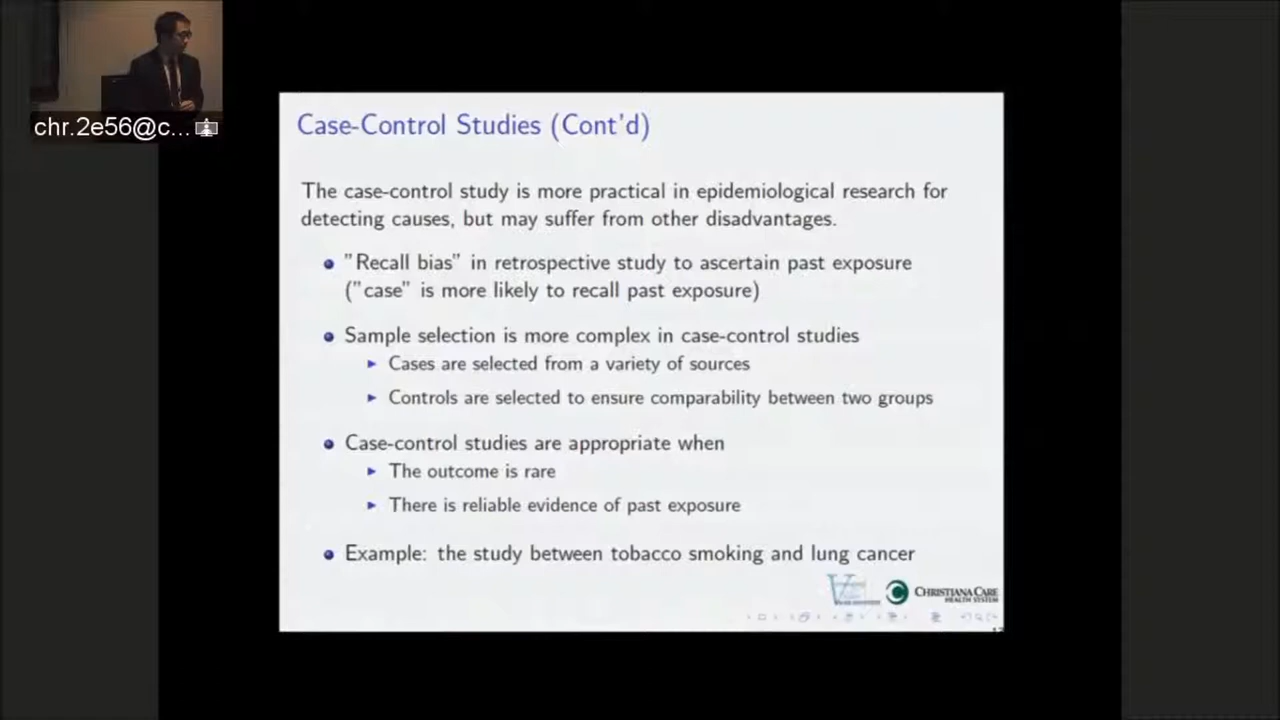 chr.2e56@c...
Case-Control Studies (Cont'd)
The case-control study is more practical in epidemiological research for
detecting causes, but may suffer from other disadvantages.
"Recall bias" in retrospective study to ascertain past exposure
("case" is more likely to recall past exposure)
Sample selection is more complex in case-control studies
Cases are selected from a variety of sources
Controls are selected to ensure comparability between two groups
Case-control studies are appropriate when
The outcome is rare
There is reliable evidence of past exposure
Example: the study between tobacco smoking and lung cancer
CHRISTIANA CARE
HEALTH SYSTEM